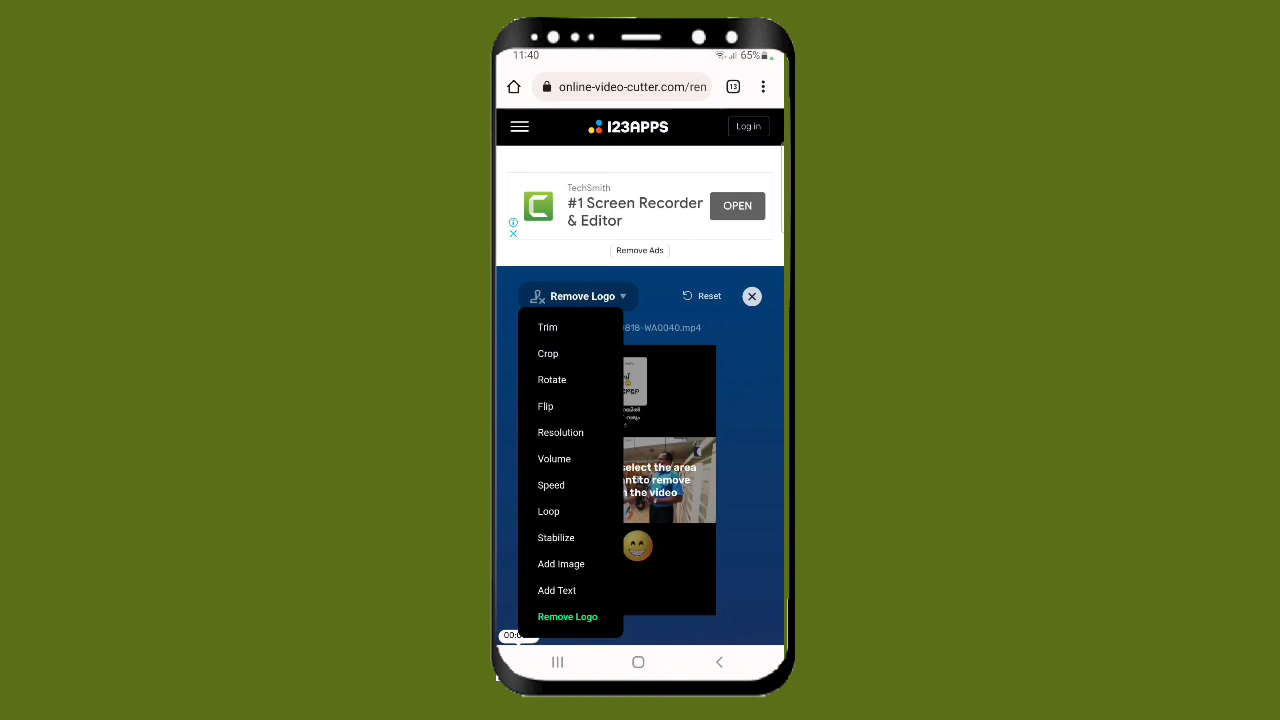 11:40
65%
online-video-cutter.com/ren
13
123APPS
Log in
TechSmith
#1 Screen Recorder
& Editor
OPEN
Remove Ads
Remove Logo
Reset
818-WA0040.mp4
Trim
Crop
Rotate
Flip
Resolution
Volume
Speed
Loop
Stabilize
Add Image
Add Text
Remove Logo
select the area
to remove
the video